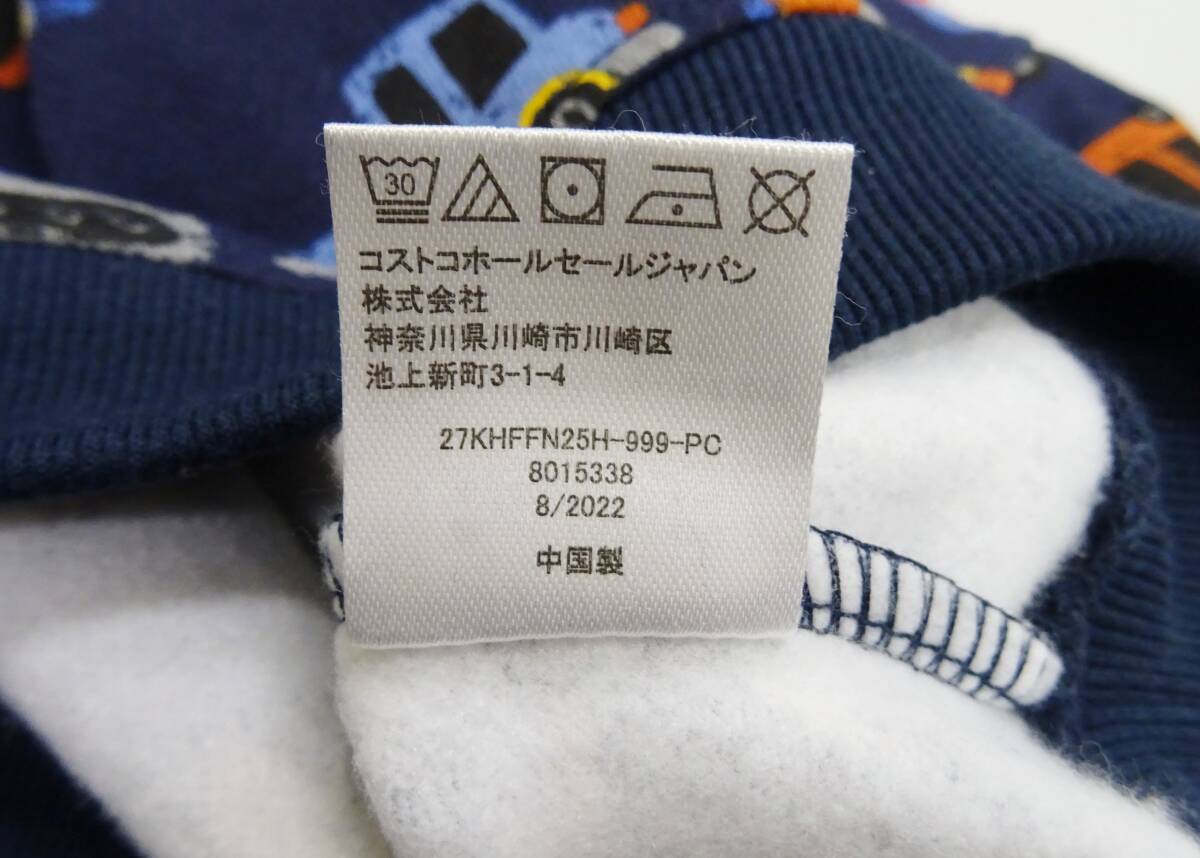 30
コストコホールセールジャパン
株式会社
神奈川県川崎市川崎区
池上新町3-1-4
27KHFFN25H-999-PC
8015338
8/2022
中国製